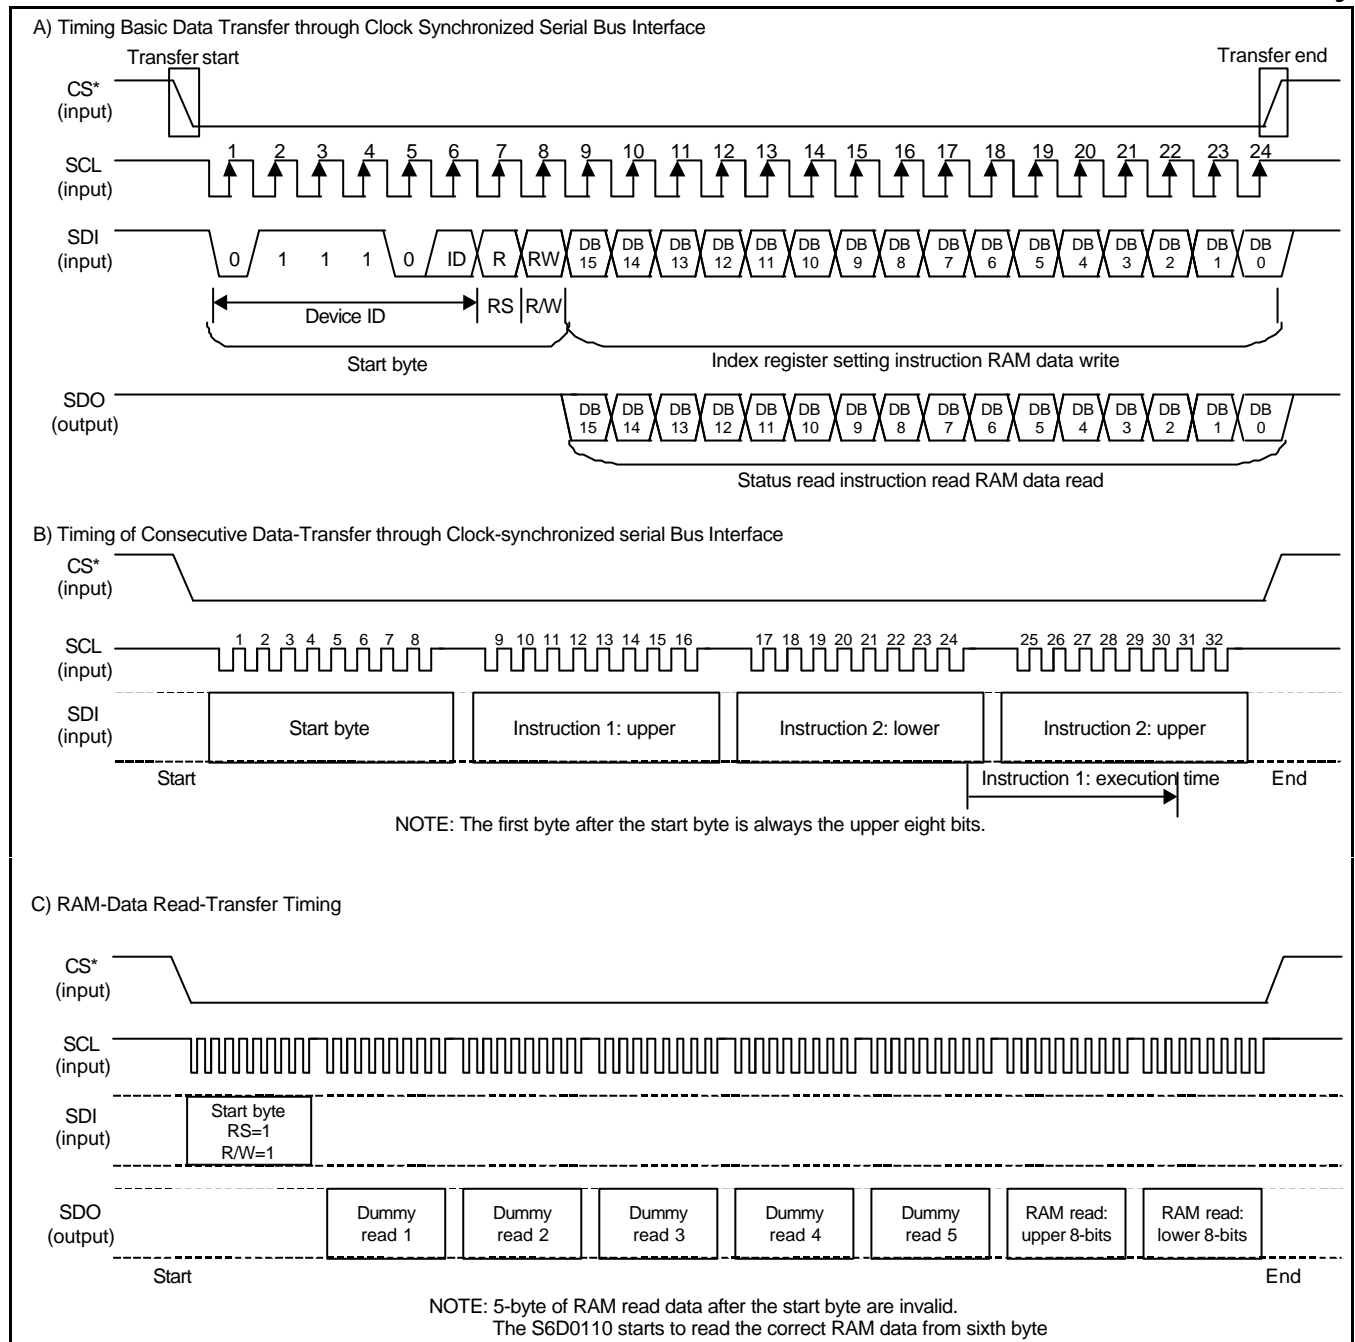 A) Timing Basic Data Transfer through Clock Synchronized Serial Bus Interface
Transfer start
Transfer end
CS*
(input)
1 2 3 4 5 6 7 8 9 10 11 12 13 14 15 16 17 18 19 20 21 22 23 24
SCL
(input)
SDI
(input)
0 1 1 1 0 ID R RW DB 15 DB 14 DB 13 DB 12 DB 11 DB 10 DB 9 DB 8 DB 7 DB 6 DB 5 DB 4 DB 3 DB 2 DB 1 DB 0
Device ID
RS R/W
Start byte
Index register setting instruction RAM data write
SDO
(output)
DB 15 DB 14 DB 13 DB 12 DB 11 DB 10 DB 9 DB 8 DB 7 DB 6 DB 5 DB 4 DB 3 DB 2 DB 1 DB 0
Status read instruction read RAM data read
B) Timing of Consecutive Data-Transfer through Clock-synchronized serial Bus Interface
CS*
(input)
SCL
(input)
1 2 3 4 5 6 7 8 9 10 11 12 13 14 15 16 17 18 19 20 21 22 23 24 25 26 27 28 29 30 31 32
SDI
(input)
Start byte
Instruction 1: upper
Instruction 2: lower
Instruction 2: upper
Start
Instruction 1: execution time
End
NOTE: The first byte after the start byte is always the upper eight bits.
C) RAM-Data Read-Transfer Timing
CS*
(input)
SCL
(input)
SDI
(input)
Start byte
RS=1
R/W=1
SDO
(output)
Dummy
read 1
Dummy
read 2
Dummy
read 3
Dummy
read 4
Dummy
read 5
RAM read:
upper 8-bits
RAM read:
lower 8-bits
Start
End
NOTE: 5-byte of RAM read data after the start byte are invalid.
The S6D0110 starts to read the correct RAM data from sixth byte